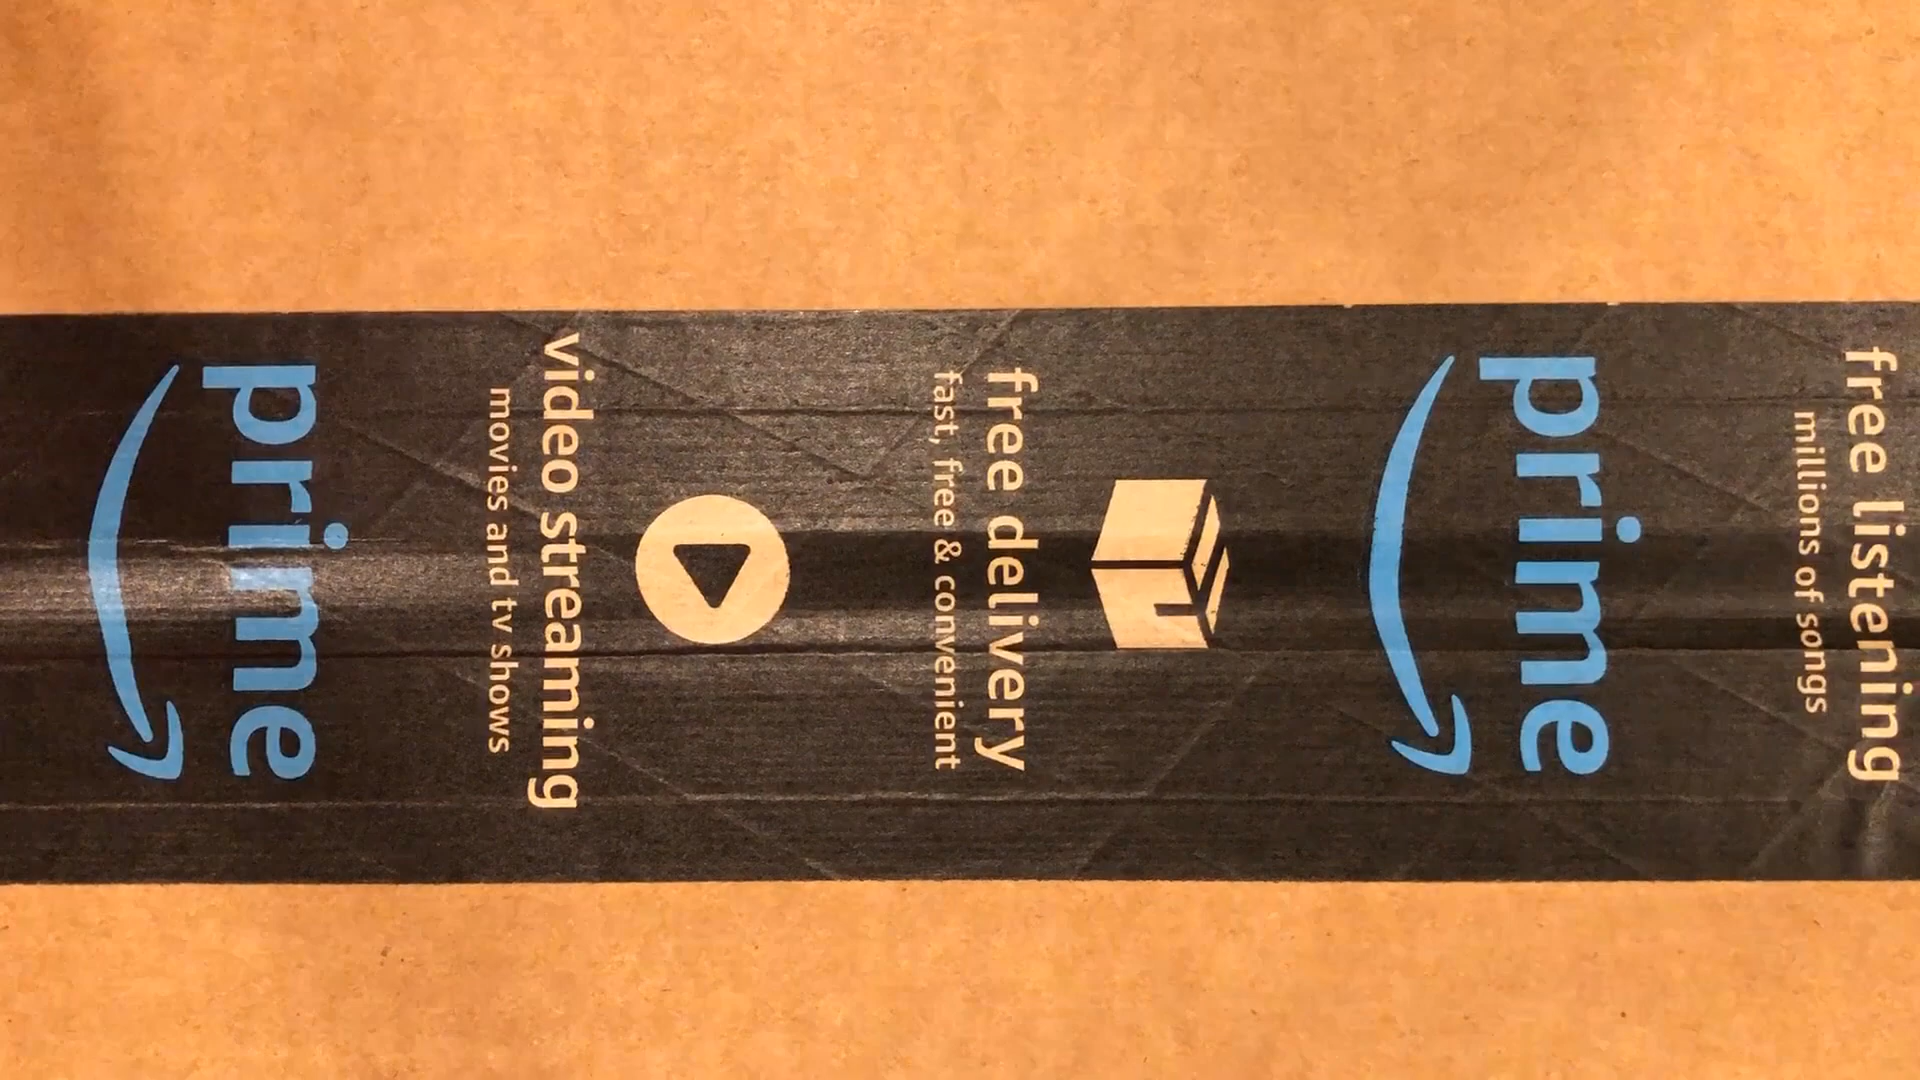 free listening
millions of songs
prime
free delivery
fast, free & convenient
video streaming
movies and tv shows
prime